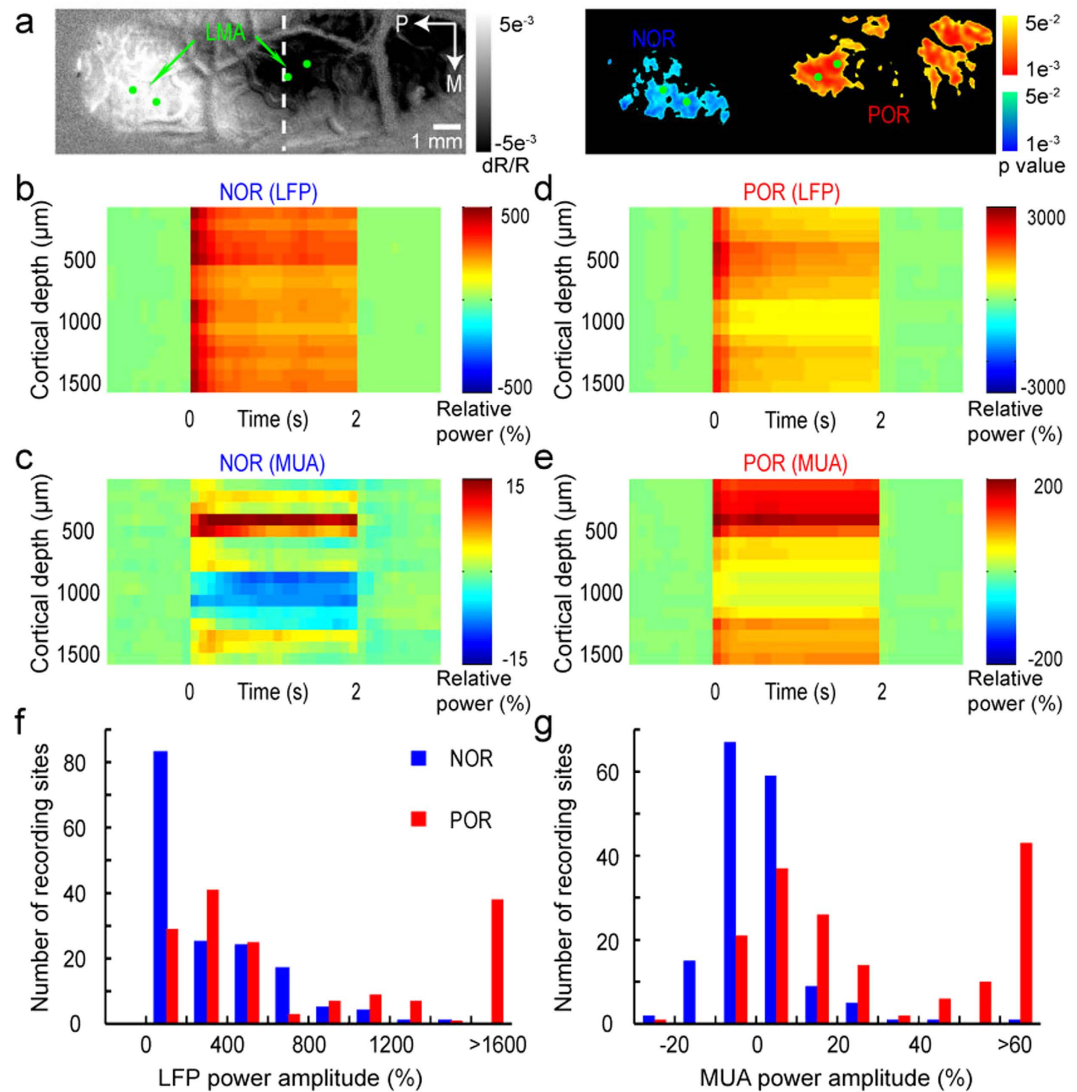 a
LMA
P
M
1 mm
5e-3
-5e-3
dR/R
NOR
POR
5e-2
1e-3
5e-2
1e-3
p value
b
NOR (LFP)
Cortical depth (µm)
500
1000
1500
0 Time (s) 2
500
-500
Relative power (%)
d
POR (LFP)
Cortical depth (µm)
500
1000
1500
0 Time (s) 2
3000
-3000
Relative power (%)
c
NOR (MUA)
Cortical depth (µm)
500
1000
1500
0 Time (s) 2
15
-15
Relative power (%)
e
POR (MUA)
Cortical depth (µm)
500
1000
1500
0 Time (s) 2
200
-200
Relative power (%)
f
Number of recording sites
80
60
40
20
0
NOR
POR
0 400 800 1200 >1600
LFP power amplitude (%)
g
Number of recording sites
60
40
20
0
-20 0 20 40 >60
MUA power amplitude (%)